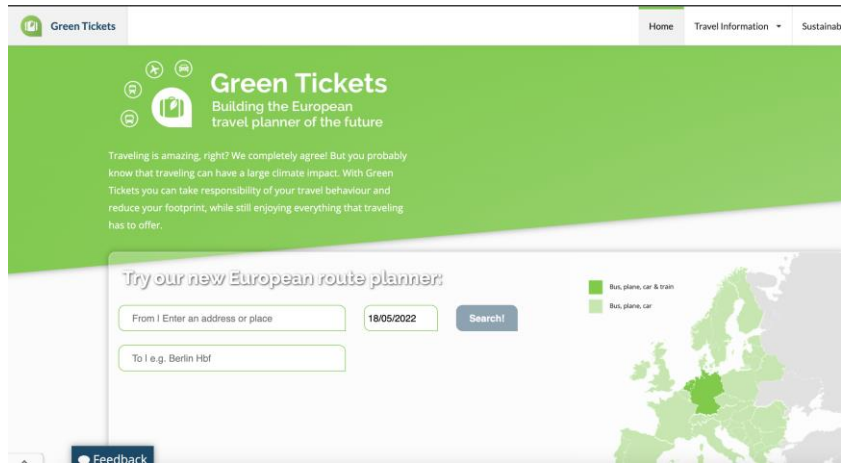 Green Tickets
Home
Travel Information
Sustainab
Green Tickets
Building the European
travel planner of the future
Traveling is amazing, right? We completely agree! But you probably
know that traveling can have a large climate impact. With Green
Tickets you can take responsibility of your travel behaviour and
reduce your footprint, while still enjoying everything that traveling
has to offer.
Try our new European route planner:
From | Enter an address or place
18/05/2022
Search!
To | e.g. Berlin Hbf
Bus, plane, car & train
Bus, plane, car
Feedback